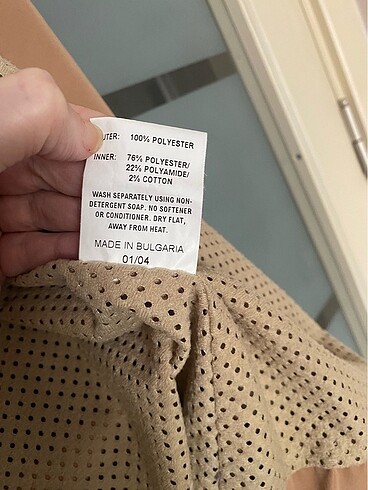 UTER: 100% POLYESTER
INNER: 76% POLYESTER/
22% POLYAMIDE/
2% COTTON
WASH SEPARATELY USING NON-
DETERGENT SOAP. NO SOFTENER
OR CONDITIONER. DRY FLAT,
AWAY FROM HEAT.
MADE IN BULGARIA
01/04